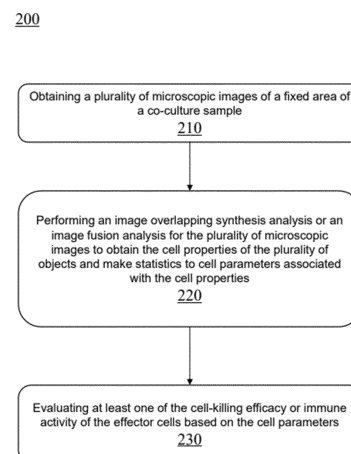 200
Obtaining a plurality of microscopic images of a fixed area of
a co-culture sample
210
Performing an image overlapping synthesis analysis or an
image fusion analysis for the plurality of microscopic
images to obtain the cell properties of the plurality of
objects and make statistics to cell parameters associated
with the cell properties
220
Evaluating at least one of the cell-killing efficacy or immune
activity of the effector cells based on the cell parameters
230